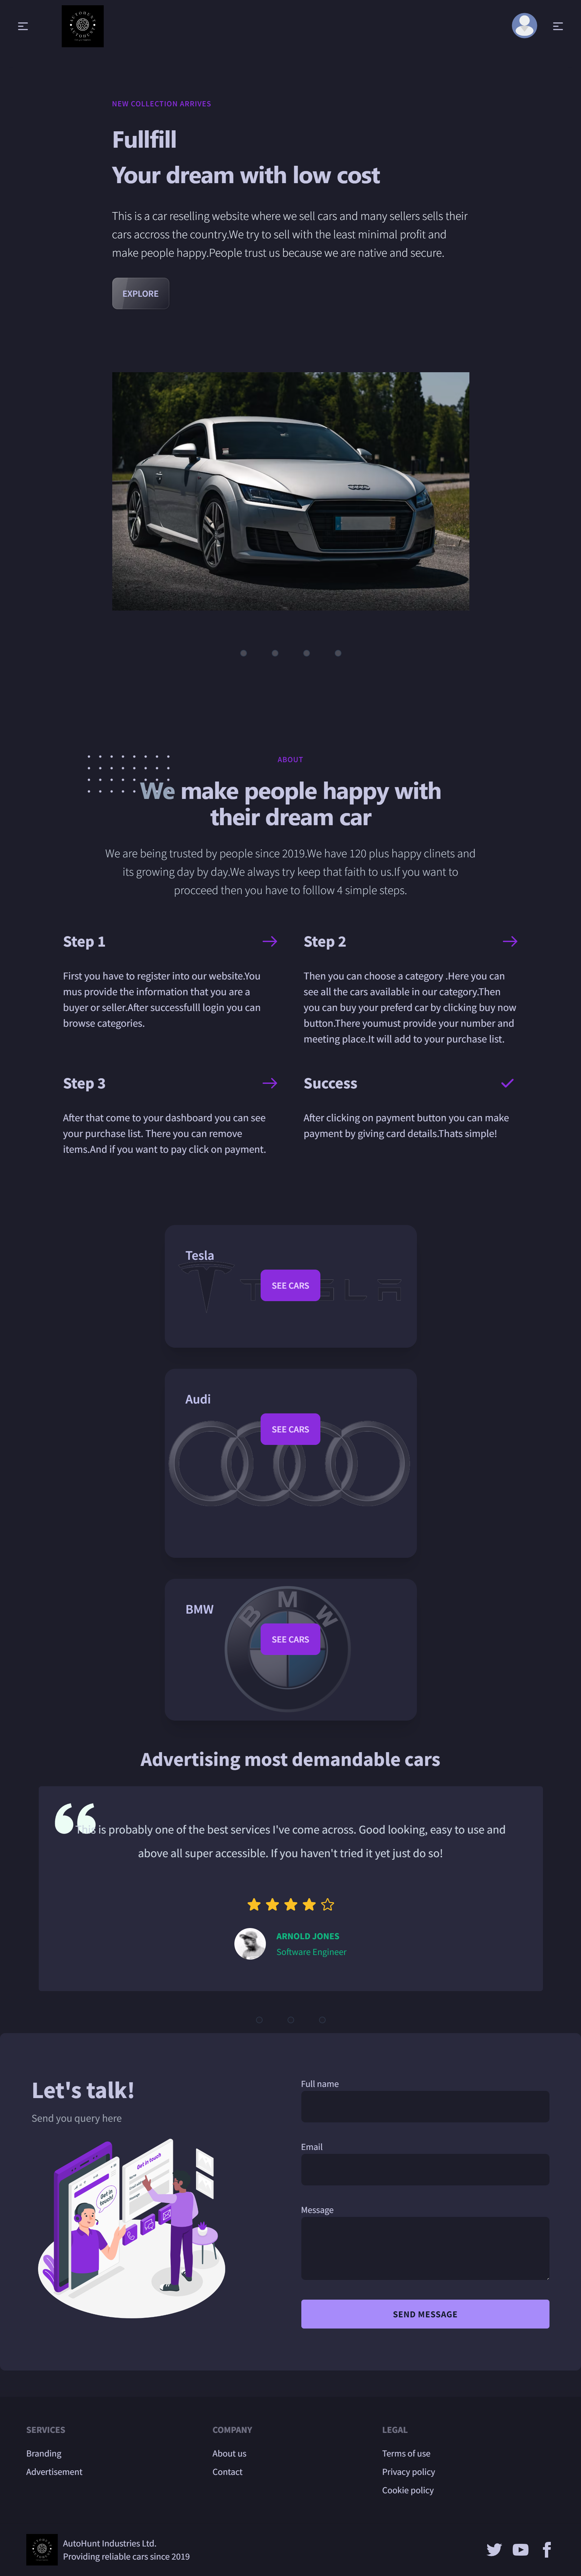 NEW COLLECTION ARRIVES
Fullfill
Your dream with low cost
This is a car reselling website where we sell cars and many sellers sells their
cars accross the country.We try to sell with the least minimal profit and
make people happy.People trust us because we are native and secure.
EXPLORE
ABOUT
We make people happy with
their dream car
We are being trusted by people since 2019.We have 120 plus happy clinets and
its growing day by day.We always try keep that faith to us.If you want to
procceed then you have to folllow 4 simple steps.
Step 1
First you have to register into our website.You
mus provide the information that you are a
buyer or seller.After successfulll login you can
browse categories.
Step 2
Then you can choose a category .Here you can
see all the cars available in our category.Then
you can buy your preferd car by clicking buy now
button.There youmust provide your number and
meeting place.It will add to your purchase list.
Step 3
After that come to your dashboard you can see
your purchase list. There you can remove
items.And if you want to pay click on payment.
Success
After clicking on payment button you can make
payment by giving card details.Thats simple!
Tesla
SEE CARS
Audi
SEE CARS
BMW
B M W
SEE CARS
Advertising most demandable cars
This is probably one of the best services I've come across. Good looking, easy to use and
above all super accessible. If you haven't tried it yet just do so!
ARNOLD JONES
Software Engineer
Let's talk!
Send you query here
Get in touch
Get in
touch
Full name
Email
Message
SEND MESSAGE
SERVICES
Branding
Advertisement
COMPANY
About us
Contact
LEGAL
Terms of use
Privacy policy
Cookie policy
AutoHunt Industries Ltd.
Providing reliable cars since 2019